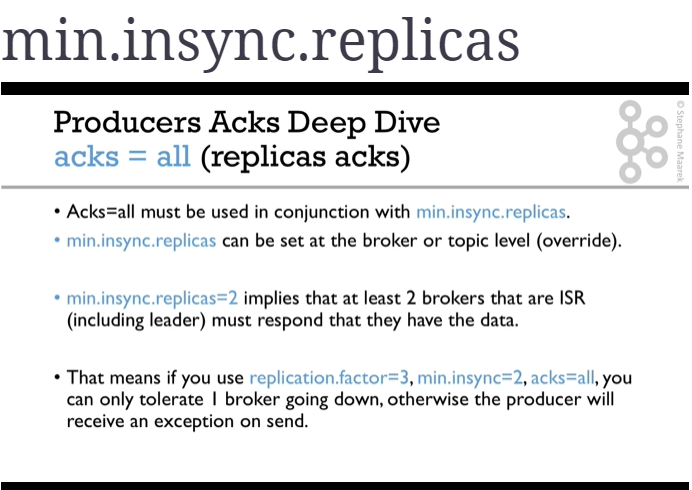 min.insync.replicas
Producers Acks Deep Dive
acks = all (replicas acks)
© Stephane Maarek
• Acks=all must be used in conjunction with min.insync.replicas.
• min.insync.replicas can be set at the broker or topic level (override).
• min.insync.replicas=2 implies that at least 2 brokers that are ISR
(including leader) must respond that they have the data.
• That means if you use replication.factor=3, min.insync=2, acks=all, you
can only tolerate 1 broker going down, otherwise the producer will
receive an exception on send.